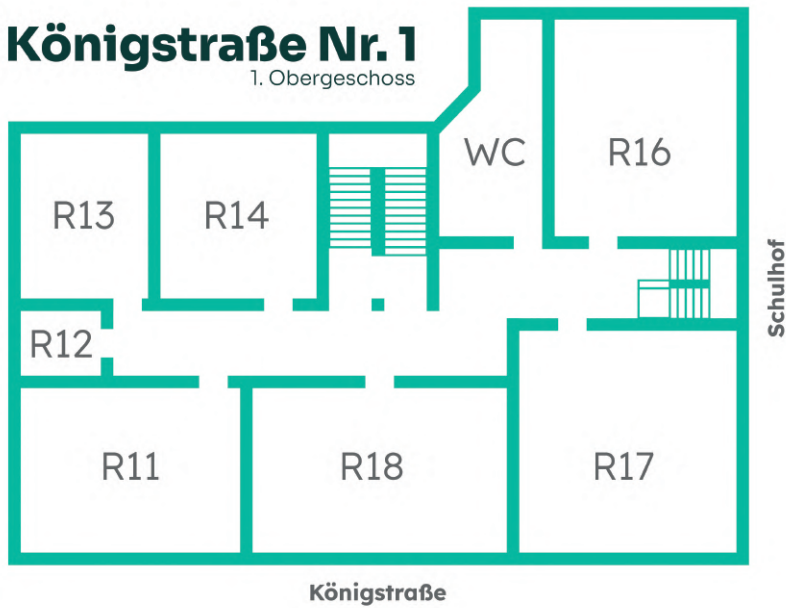 Königstraße Nr. 1
1. Obergeschoss
WC
R16
R13
R14
R12
R11
R18
R17
Schulhof
Königstraße